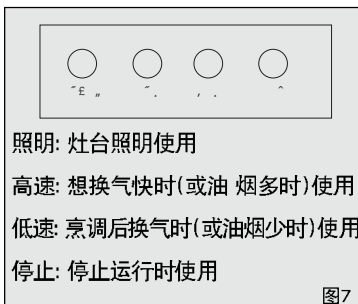 照明: 灶台照明使用
高速: 想换气快时(或油 烟多时)使用
低速: 烹调后换气时(或油烟少时)使用
停止: 停止运行时使用
图7